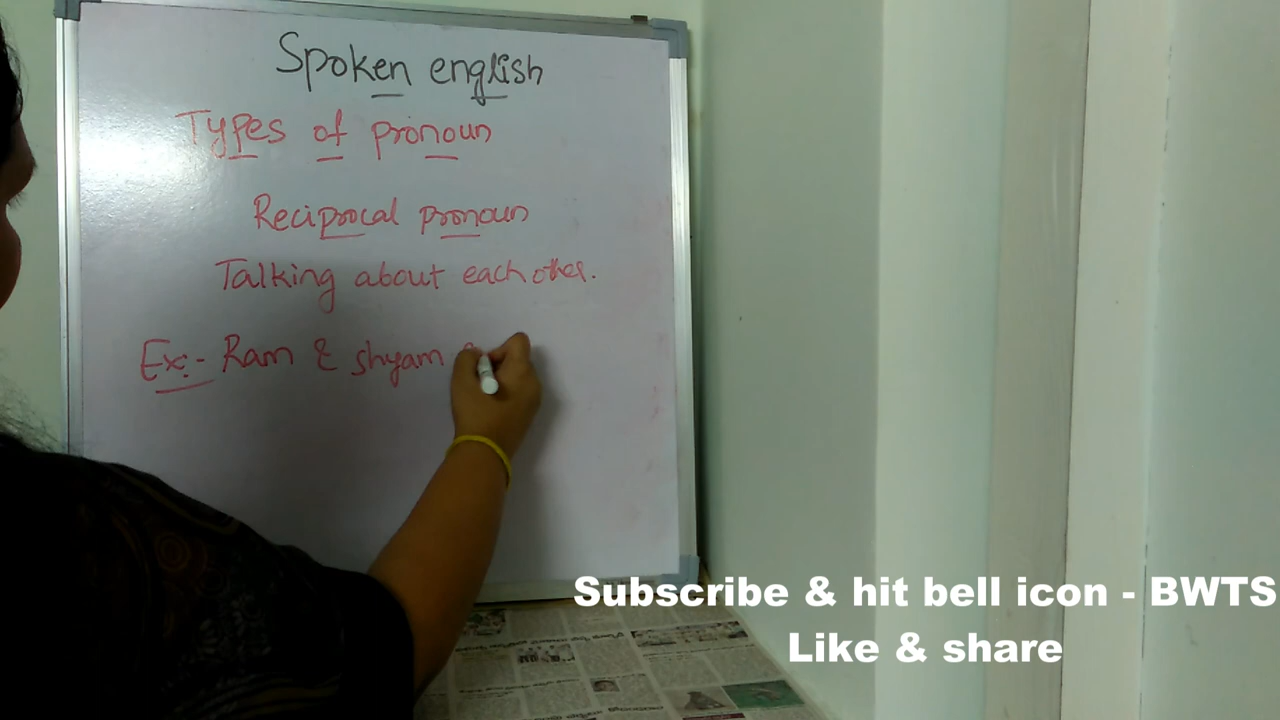 Spoken english
Types of pronoun
Reciprocal pronoun
Talking about each other.
Ex:- Ram & shyam
Subscribe & hit bell icon - BWTS
Like & share